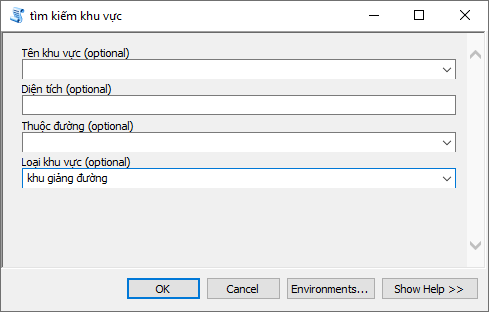 tìm kiếm khu vực
Tên khu vực (optional)
Diện tích (optional)
Thuộc đường (optional)
Loại khu vực (optional)
khu giảng đường
OK
Cancel
Environments...
Show Help >>